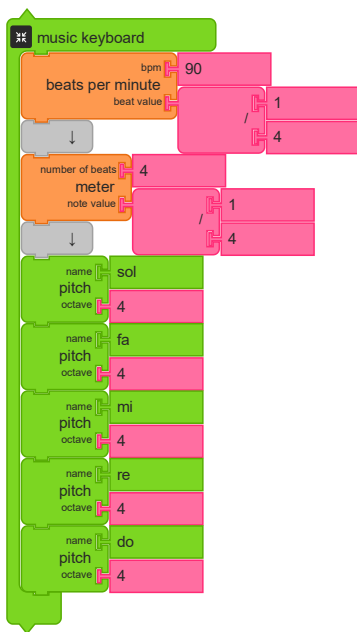 music keyboard
bpm 90
beats per minute
beat value 1
/
4
↓
number of beats 4
meter
note value 1
/
4
↓
name sol
pitch
octave 4
name fa
pitch
octave 4
name mi
pitch
octave 4
name re
pitch
octave 4
name do
pitch
octave 4